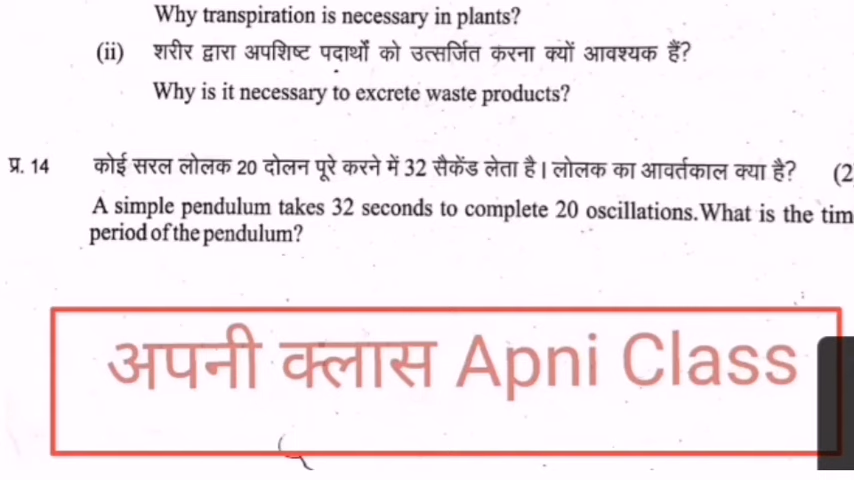 Why transpiration is necessary in plants?
(ii) शरीर द्वारा अपशिष्ट पदार्थों को उत्सर्जित करना क्यों आवश्यक हैं?
Why is it necessary to excrete waste products?
प्र. 14 कोई सरल लोलक 20 दोलन पूरे करने में 32 सैकेंड लेता है। लोलक का आवर्तकाल क्या है? (2
A simple pendulum takes 32 seconds to complete 20 oscillations.What is the tim
period of the pendulum?
अपनी क्लास Apni Class